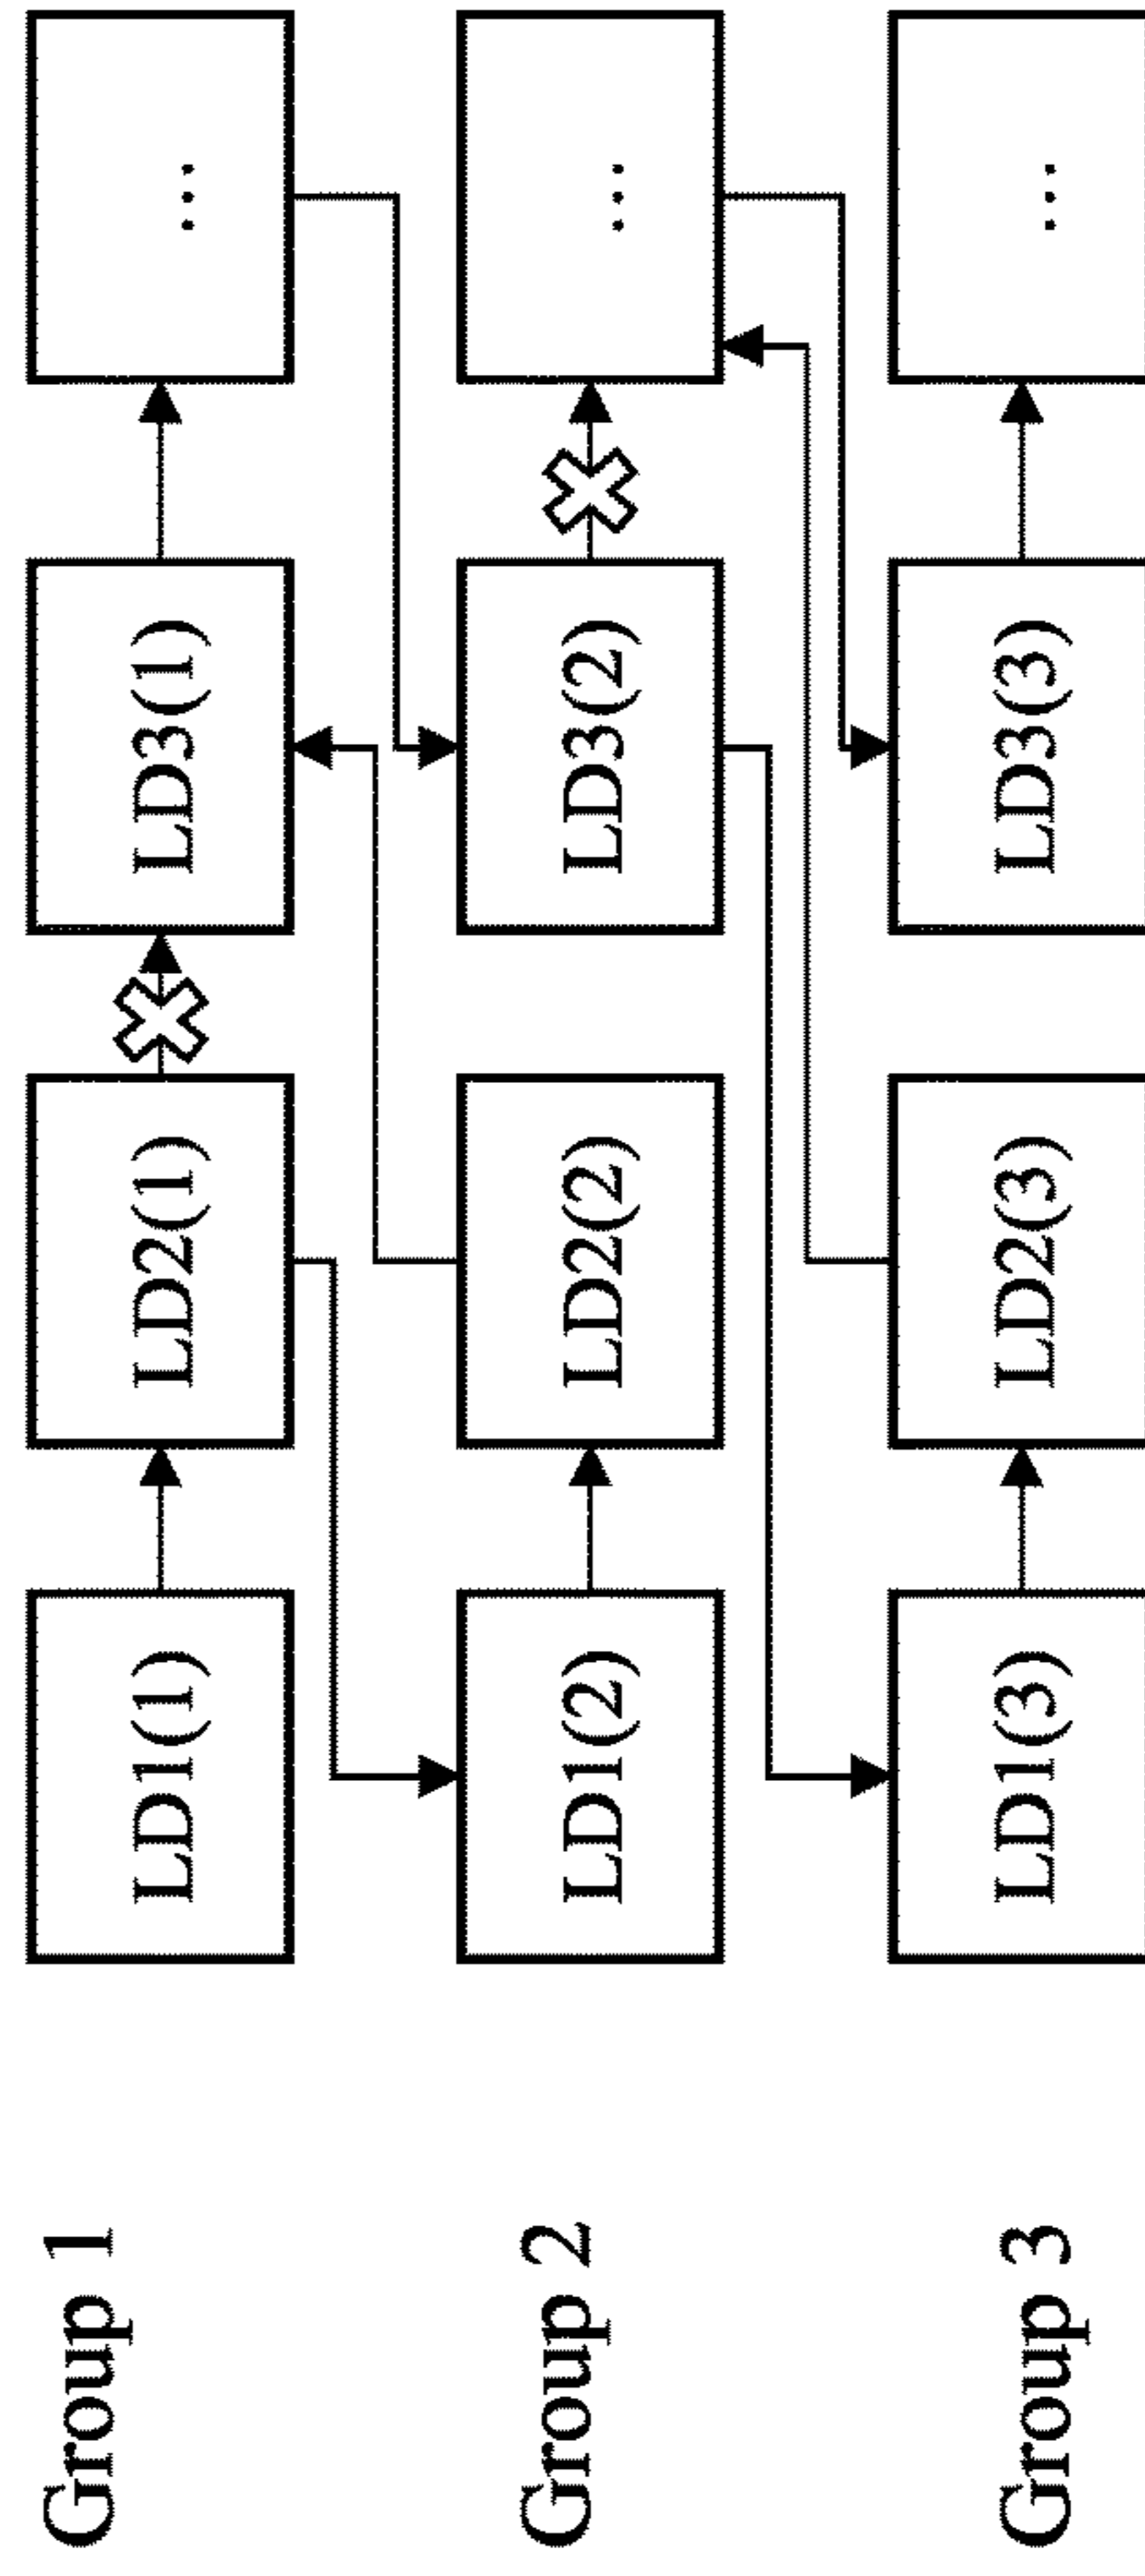 Group 1
LD1(1)
LD2(1)
LD3(1)
...
Group 2
LD1(2)
LD2(2)
LD3(2)
...
Group 3
LD1(3)
LD2(3)
LD3(3)
...